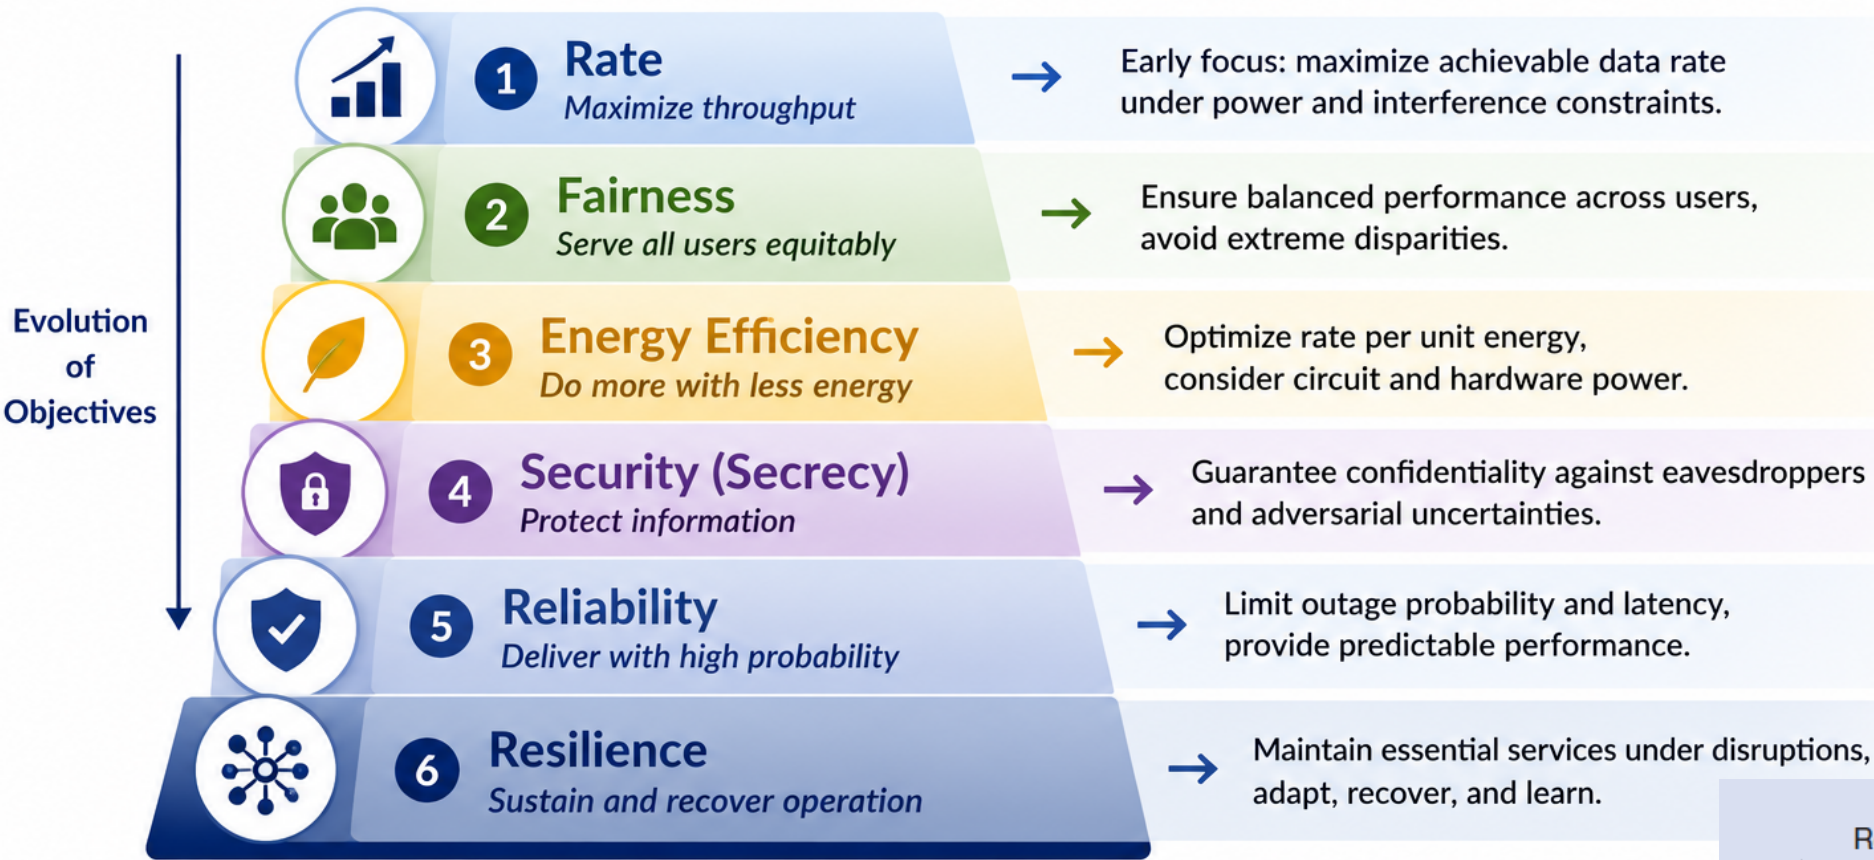 Evolution
of
Objectives
1
Rate
Maximize throughput
Early focus: maximize achievable data rate
under power and interference constraints.
2
Fairness
Serve all users equitably
Ensure balanced performance across users,
avoid extreme disparities.
3
Energy Efficiency
Do more with less energy
Optimize rate per unit energy,
consider circuit and hardware power.
4
Security (Secrecy)
Protect information
Guarantee confidentiality against eavesdroppers
and adversarial uncertainties.
5
Reliability
Deliver with high probability
Limit outage probability and latency,
provide predictable performance.
6
Resilience
Sustain and recover operation
Maintain essential services under disruptions,
adapt, recover, and learn.
R